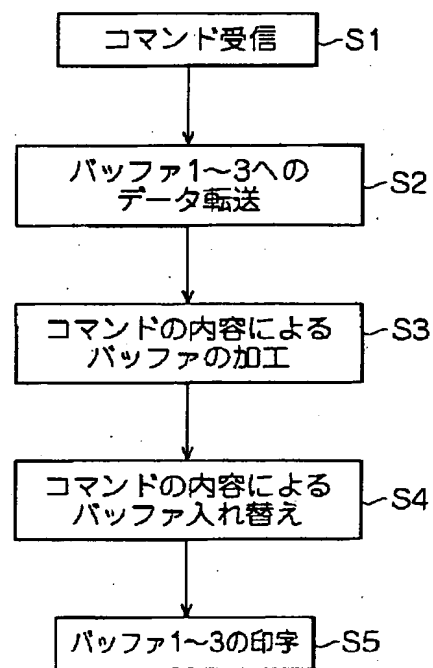 コマンド受信
S1
バッファ1～3への
データ転送
S2
コマンドの内容による
バッファの加工
S3
コマンドの内容による
バッファ入れ替え
S4
バッファ1～3の印字
S5